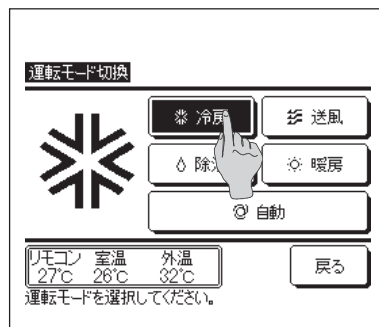 運転モード切換
冷房 送風
除 暖房
自動
リモコン 室温 外温
27℃ 26℃ 32℃
戻る
運転モードを選択してください。